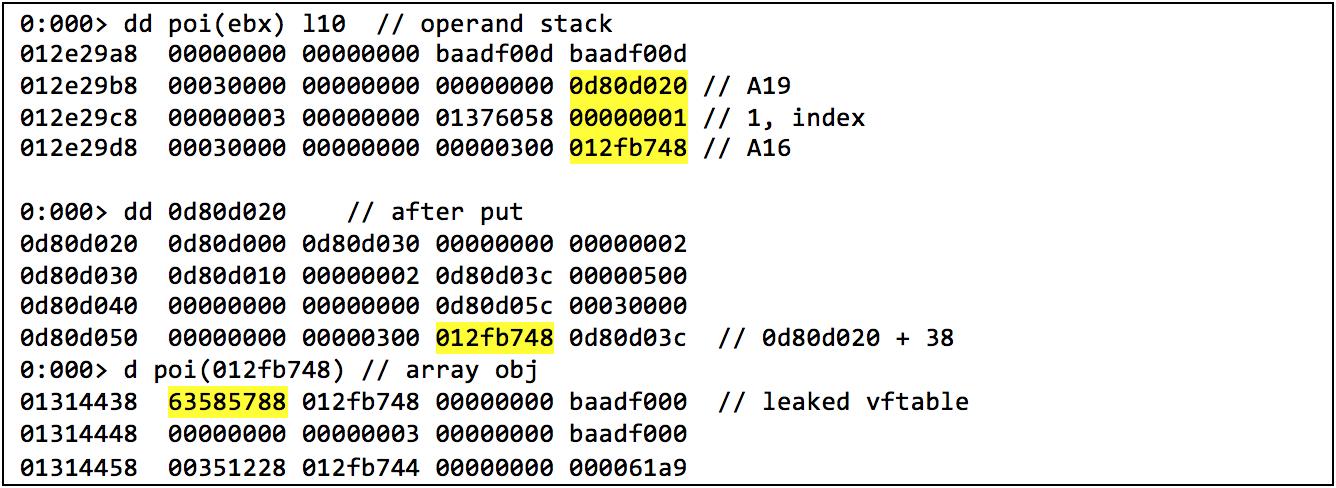 0:000> dd poi(ebx) l10 // operand stack
012e29a8 00000000 00000000 baadf00d baadf00d
012e29b8 00030000 00000000 00000000 0d80d020 // A19
012e29c8 00000003 00000000 01376058 00000001 // 1, index
012e29d8 00030000 00000000 00000300 012fb748 // A16
0:000> dd 0d80d020 // after put
0d80d020 0d80d000 0d80d030 00000000 00000002
0d80d030 0d80d010 00000002 0d80d03c 00000500
0d80d040 00000000 00000000 0d80d05c 00030000
0d80d050 00000000 00000300 012fb748 0d80d03c // 0d80d020 + 38
0:000> d poi(012fb748) // array obj
01314438 63585788 012fb748 00000000 baadf000 // leaked vftable
01314448 00000000 00000003 00000000 baadf000
01314458 00351228 012fb744 00000000 000061a9